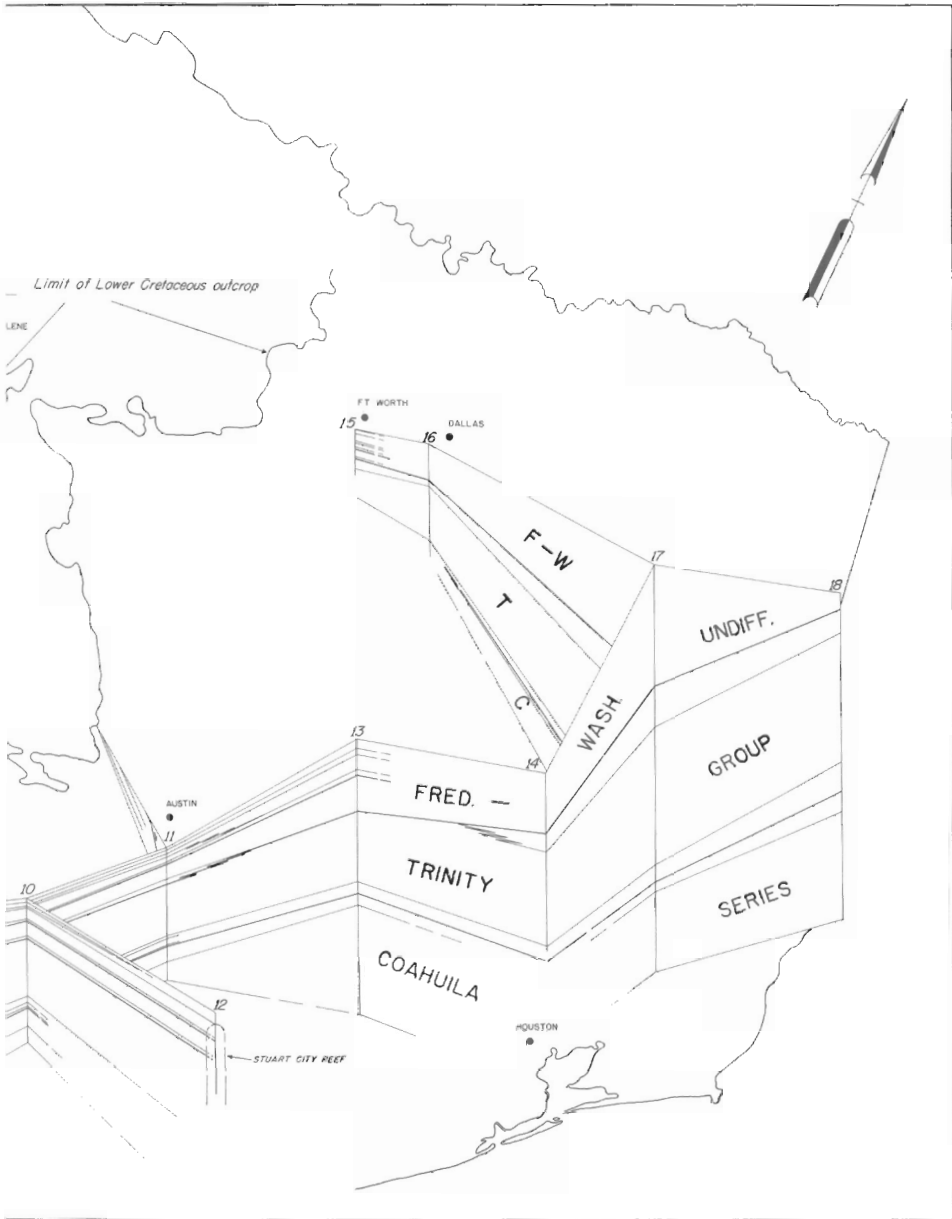 Limit of Lower Cretaceous outcrop
LENE
FT WORTH
15
16
DALLAS
F-W
17
18
T
UNDIFF.
C
WASH.
13
14
GROUP
FRED. —
AUSTIN
11
TRINITY
10
SERIES
COAHUILA
12
HOUSTON
STUART CITY REEF